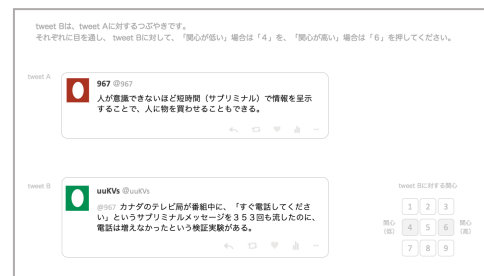 tweet Bは、tweet Aに対するつぶやきです。
それぞれに目を通し、tweet Bに対して、「関心が低い」場合は「4」を、「関心が高い」場合は「6」を押してください。
tweet A
967 @967
人が意識できないほど短時間（サブリミナル）で情報を呈示
することで、人に物を買わせることもできる。
tweet B
uuKVs @uuKVs
@967 カナダのテレビ局が番組中に、「すぐ電話してくださ
い」というサブリミナルメッセージを３５３回も流したのに、
電話は増えなかったという検証実験がある。
tweet Bに対する関心
1 2 3
関心 4 5 6 関心
(低) (高)
7 8 9